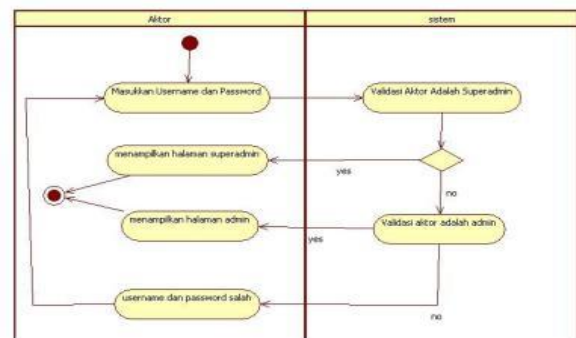 Aktor
sistem
Masukkan Username dan Password
Validasi Aktor Adalah Superadmin
menampilkan halaman superadmin
yes
no
menampilkan halaman admin
Validasi aktor adalah admin
yes
username dan password salah
no